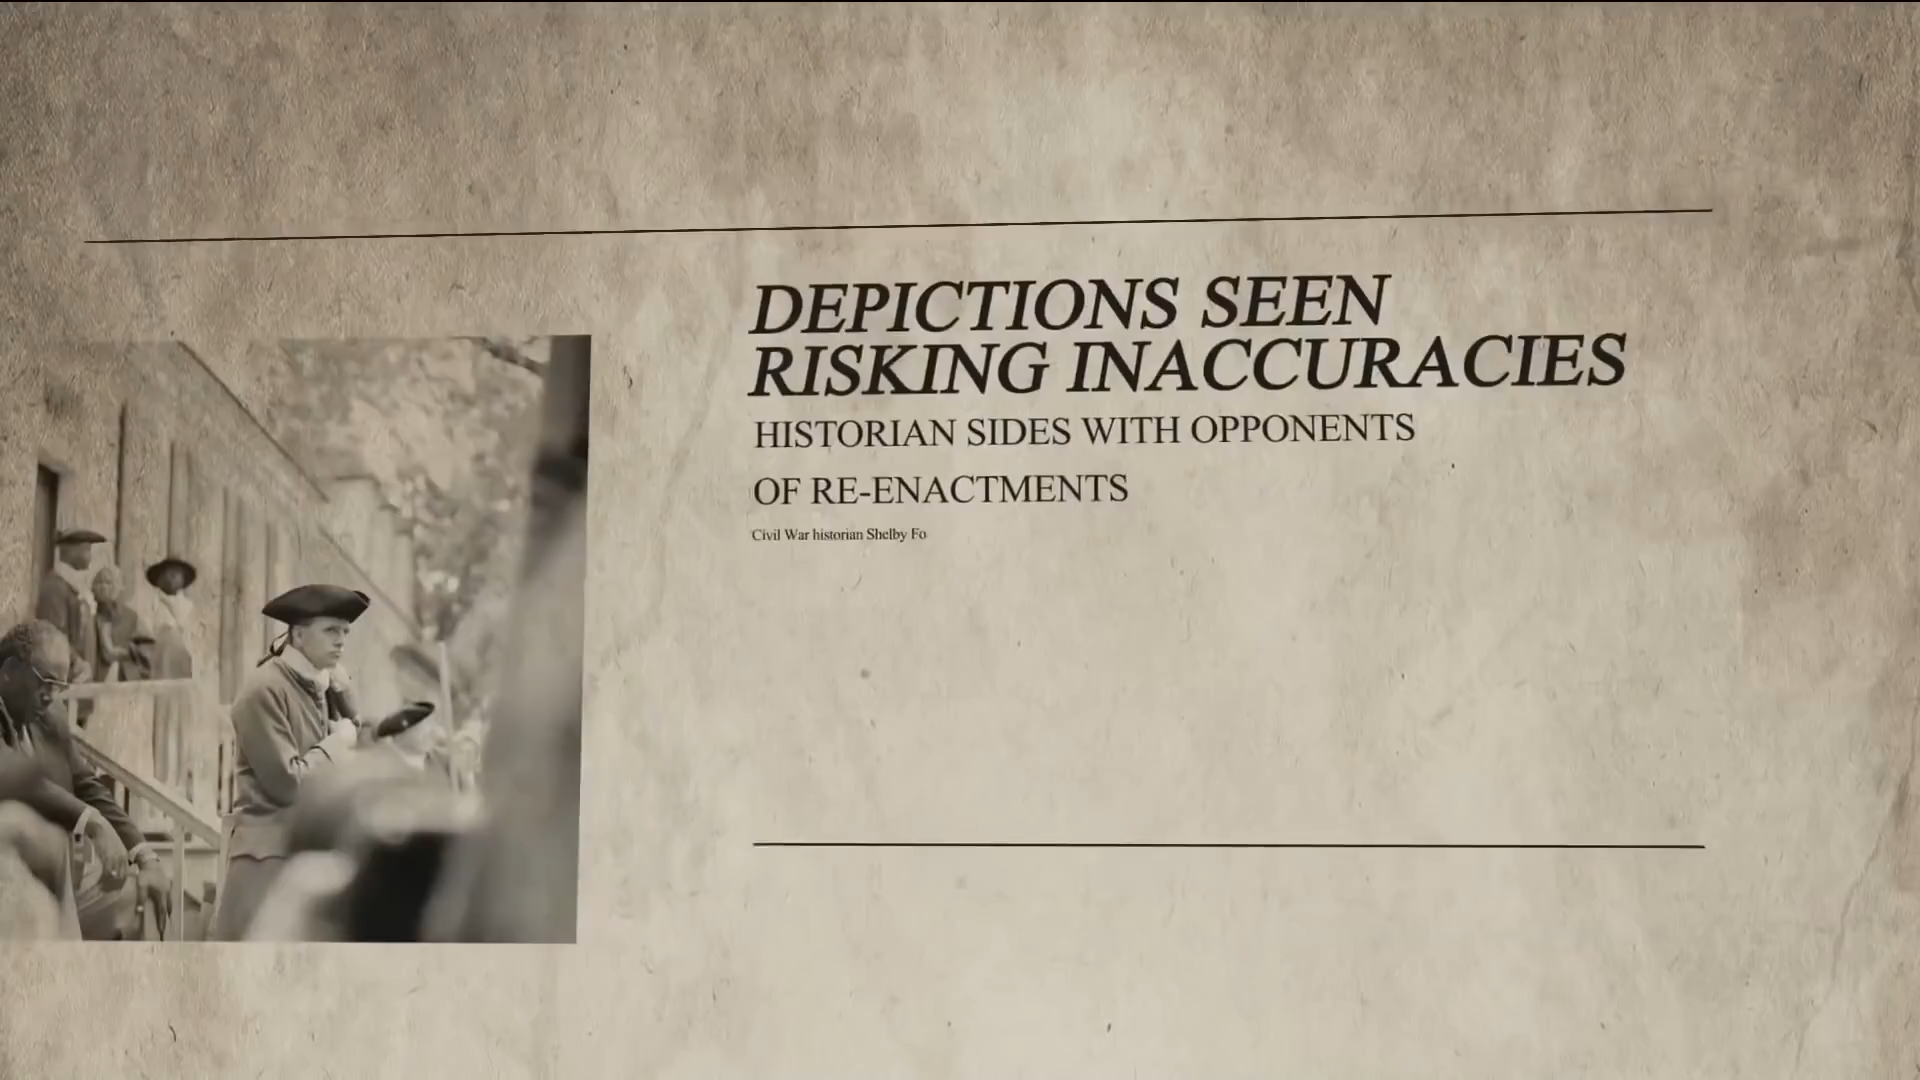 DEPICTIONS SEEN
RISKING INACCURACIES
HISTORIAN SIDES WITH OPPONENTS
OF RE-ENACTMENTS
Civil War historian Shelby Fo